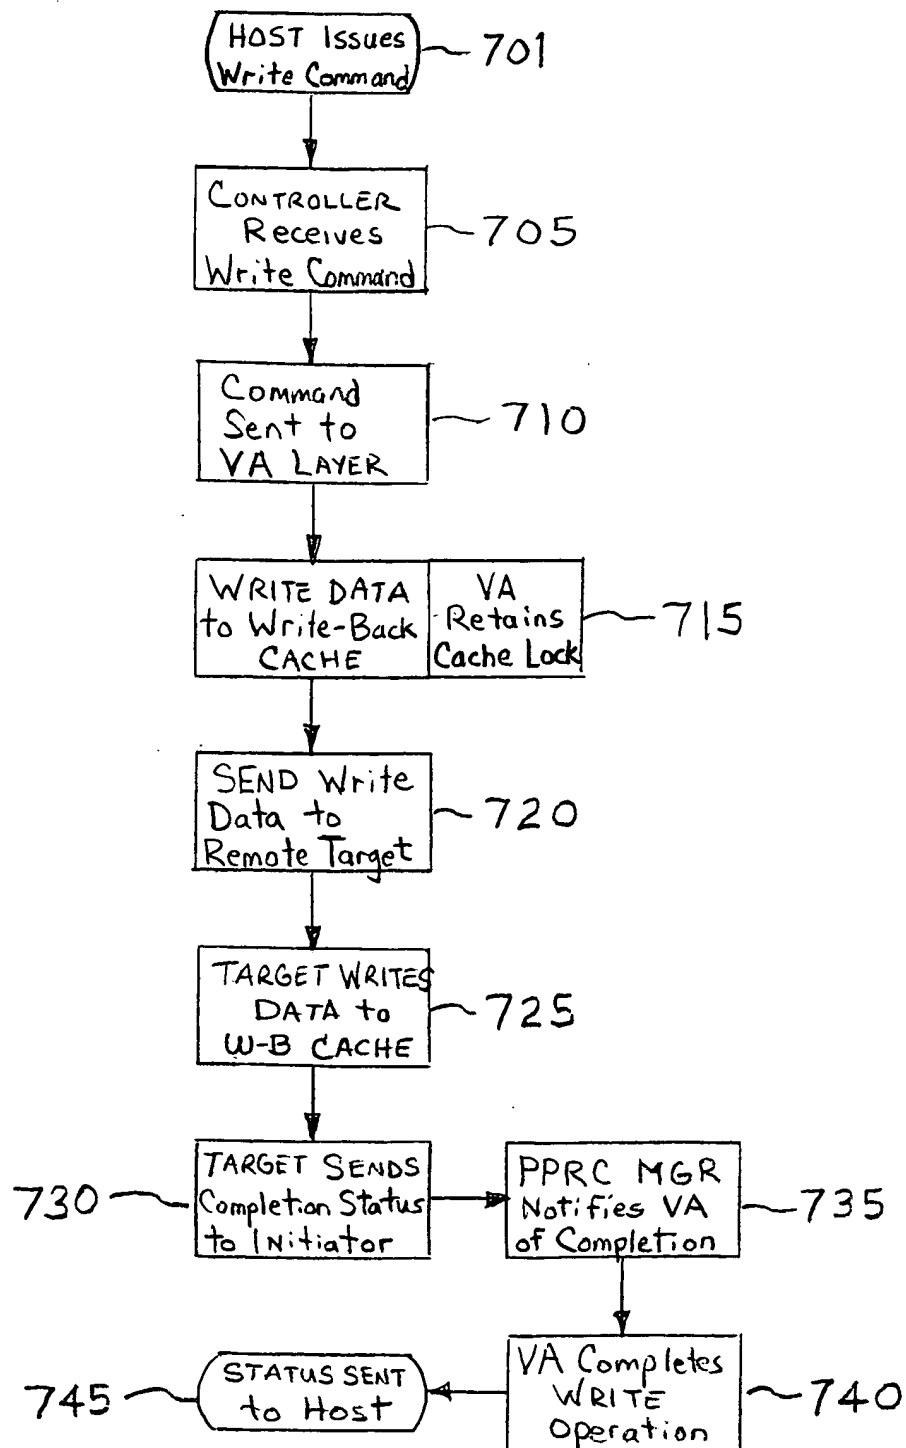 HOST Issues
Write Command
701
CONTROLLER
Receives
Write Command
705
Command
Sent to
VA LAYER
710
WRITE DATA
to Write-Back
CACHE
VA
Retains
Cache Lock
715
SEND Write
Data to
Remote Target
720
TARGET WRITES
DATA to
W-B CACHE
725
730
TARGET SENDS
Completion Status
to INitiator
PPRC MGR
Notifies VA
of Completion
735
745
STATUS SENT
to Host
VA Completes
WRITE
Operation
740